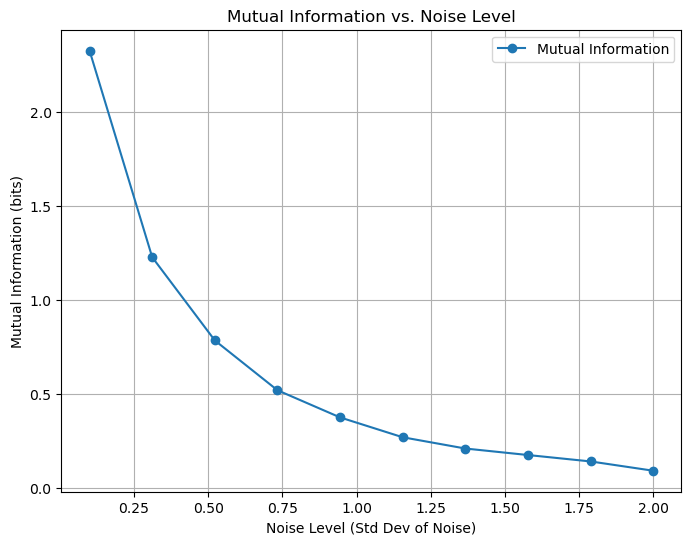 Mutual Information vs. Noise Level
Mutual Information
2.0
1.5
1.0
0.5
0.0
Mutual Information (bits)
0.25 0.50 0.75 1.00 1.25 1.50 1.75 2.00
Noise Level (Std Dev of Noise)